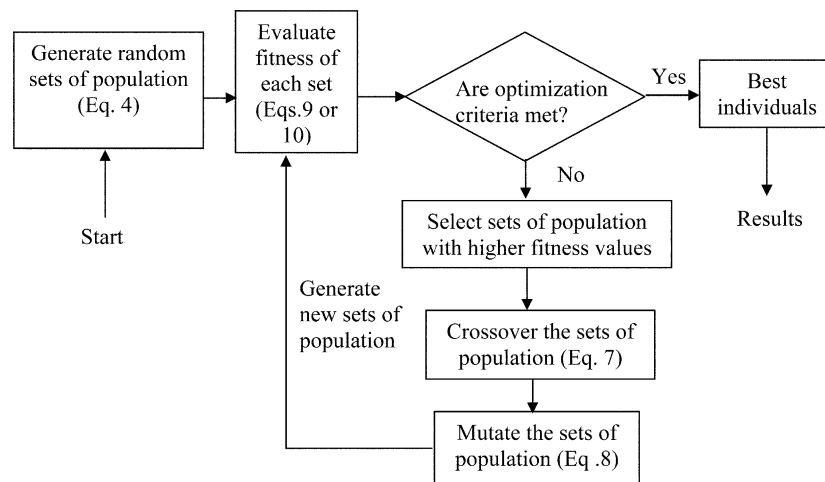 Generate random
sets of population
(Eq. 4)
Start
Evaluate
fitness of
each set
(Eqs.9 or
10)
Are optimization
criteria met?
Yes
Best
individuals
Results
No
Select sets of population
with higher fitness values
Crossover the sets of
population (Eq. 7)
Mutate the sets of
population (Eq .8)
Generate
new sets of
population